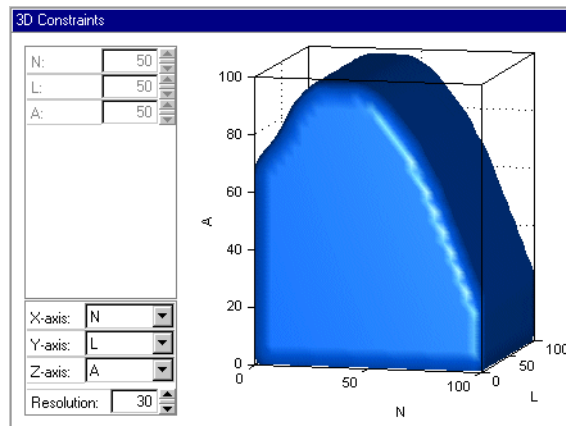 3D Constraints
N: 50
L: 50
A: 50
X-axis: N
Y-axis: L
Z-axis: A
Resolution: 30
100
80
60
40
20
0
A
0 50 100
N
0 50 100
L